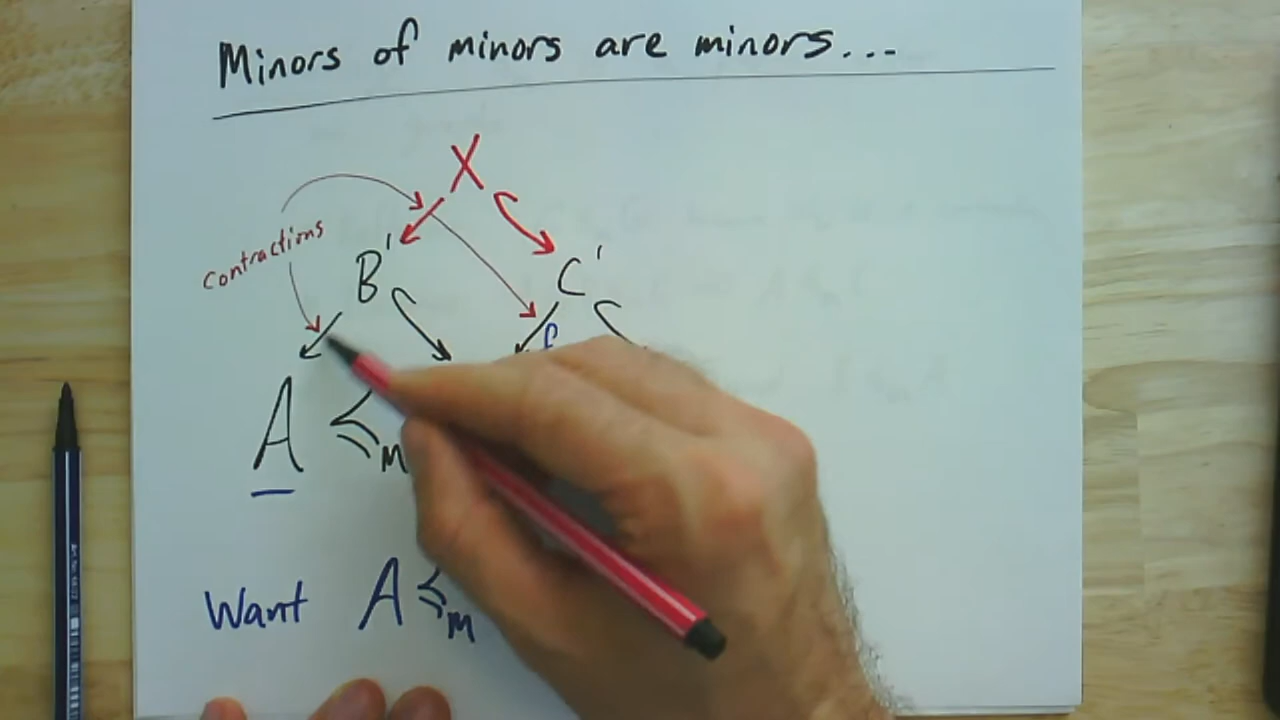 Minors of minors are minors...
X
contractions
B' C'
f
A ≤m
Want A ≤m